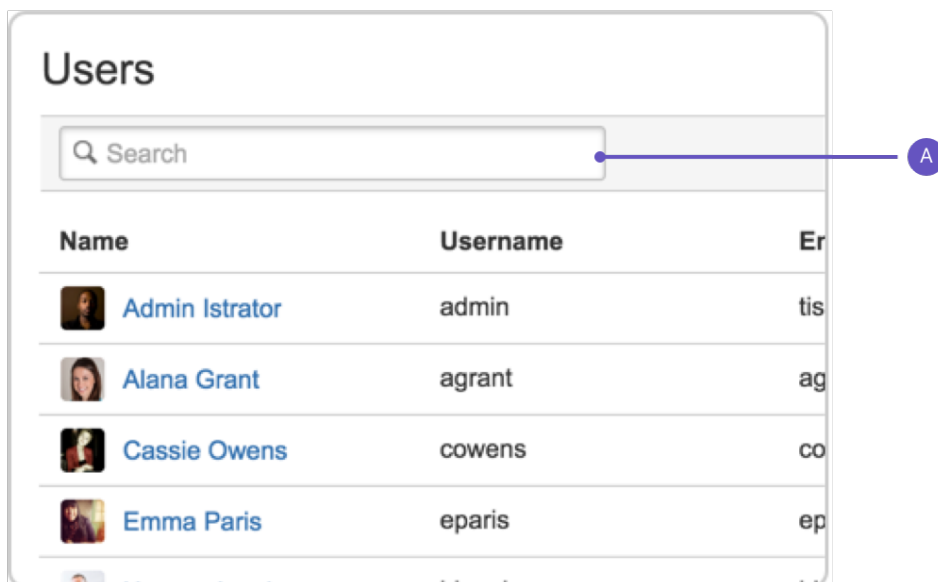 Users
Search
A
Name Username
Admin Istrator admin
Alana Grant agrant
Cassie Owens cowens
Emma Paris eparis